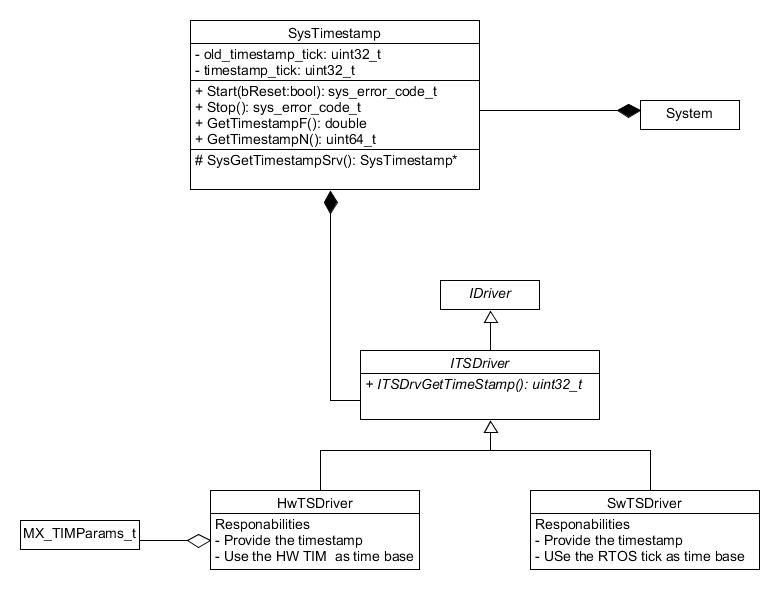 SysTimestamp
- old_timestamp_tick: uint32_t
- timestamp_tick: uint32_t
+ Start(bReset:bool): sys_error_code_t
+ Stop(): sys_error_code_t
+ GetTimestampF(): double
+ GetTimestampN(): uint64_t
# SysGetTimestampSrv(): SysTimestamp*
System
IDriver
ITSDriver
+ ITSDrvGetTimeStamp(): uint32_t
HwTSDriver
Responabilities
- Provide the timestamp
- Use the HW TIM as time base
MX_TIMParams_t
SwTSDriver
Responabilities
- Provide the timestamp
- USe the RTOS tick as time base